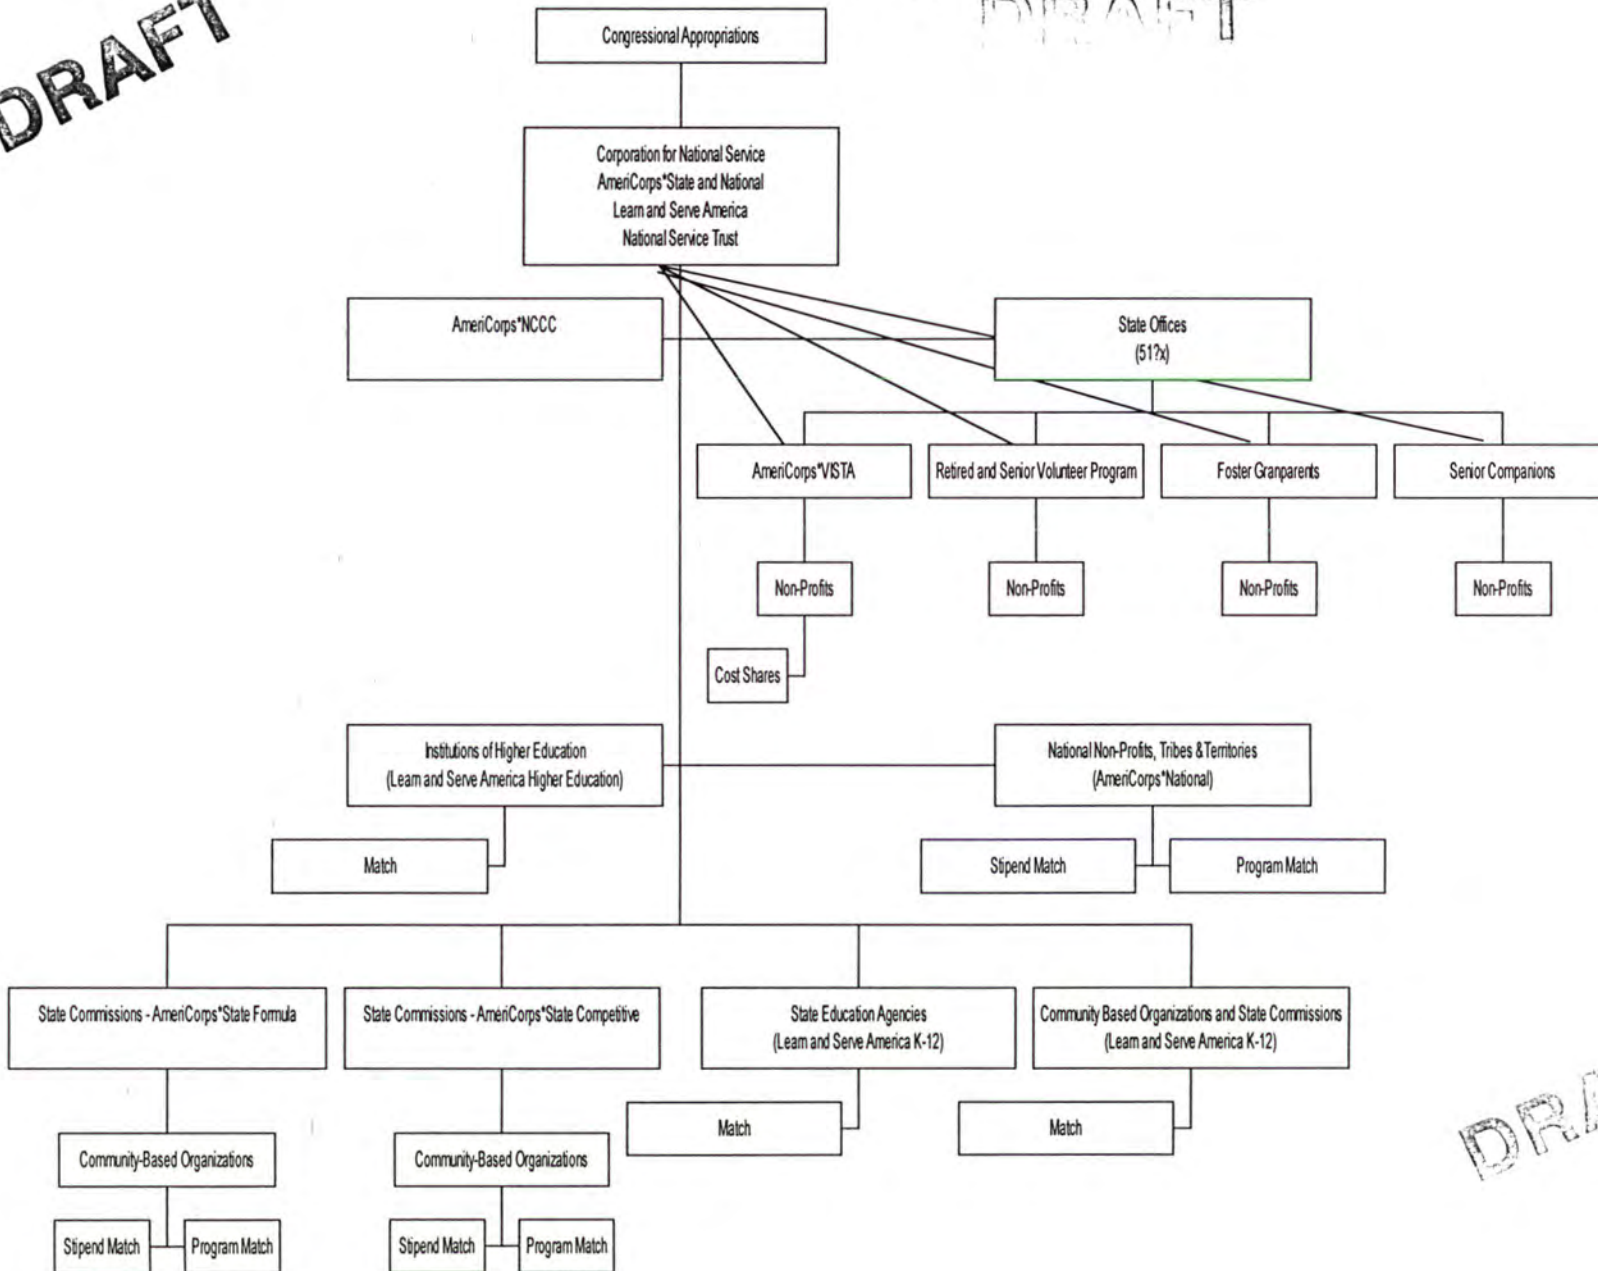 DRAFT
DRAFT
Congressional Appropriations
Corporation for National Service
AmeriCorps*State and National
Learn and Serve America
National Service Trust
AmeriCorps*NCCC
State Offices
(51?x)
AmeriCorps*VISTA
Retired and Senior Volunteer Program
Foster Granparents
Senior Companions
Non-Profits
Non-Profits
Non-Profits
Non-Profits
Cost Shares
Institutions of Higher Education
(Learn and Serve America Higher Education)
National Non-Profits, Tribes & Territories
(AmeriCorps*National)
Match
Stipend Match
Program Match
State Commissions - AmeriCorps*State Formula
State Commissions - AmeriCorps*State Competitive
State Education Agencies
(Learn and Serve America K-12)
Community Based Organizations and State Commissions
(Learn and Serve America K-12)
Match
Match
Community-Based Organizations
Community-Based Organizations
Stipend Match
Program Match
Stipend Match
Program Match
DRA